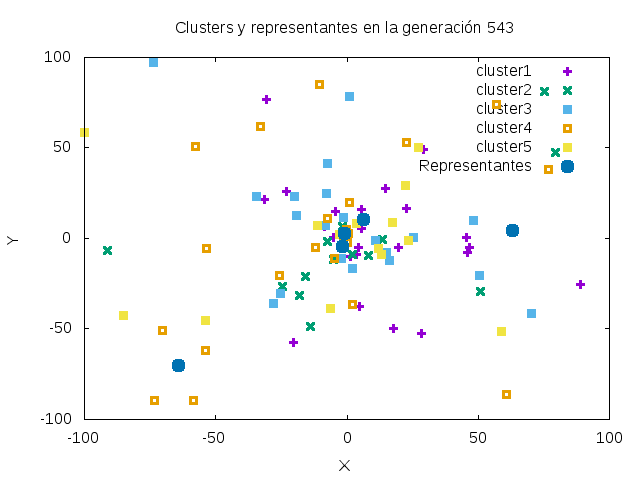 Clusters y representantes en la generación 543
100
50
0
-50
-100
Y
cluster1
cluster2
cluster3
cluster4
cluster5
Representantes
-100 -50 0 50 100
X